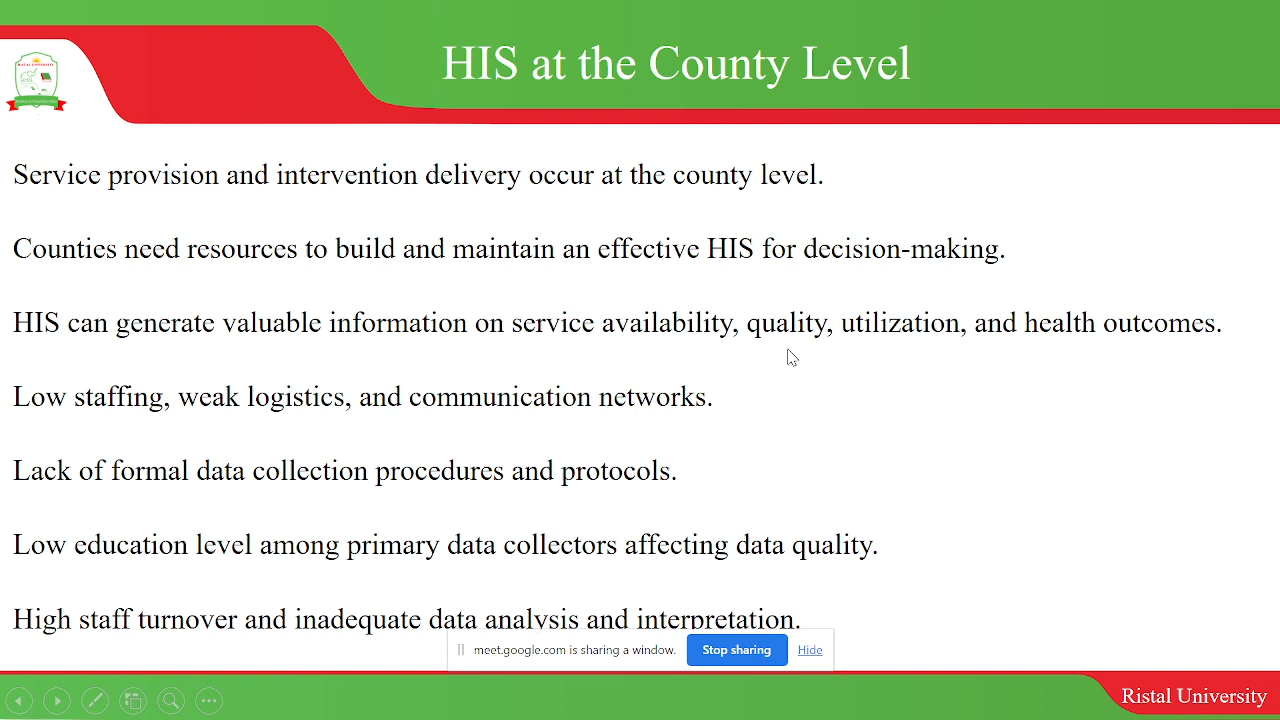 HIS at the County Level
RISTAL UNIVERSITY
Service provision and intervention delivery occur at the county level.
Counties need resources to build and maintain an effective HIS for decision-making.
HIS can generate valuable information on service availability, quality, utilization, and health outcomes.
Low staffing, weak logistics, and communication networks.
Lack of formal data collection procedures and protocols.
Low education level among primary data collectors affecting data quality.
High staff turnover and inadequate data analysis and interpretation.
meet.google.com is sharing a window.
Stop sharing
Hide
Ristal University